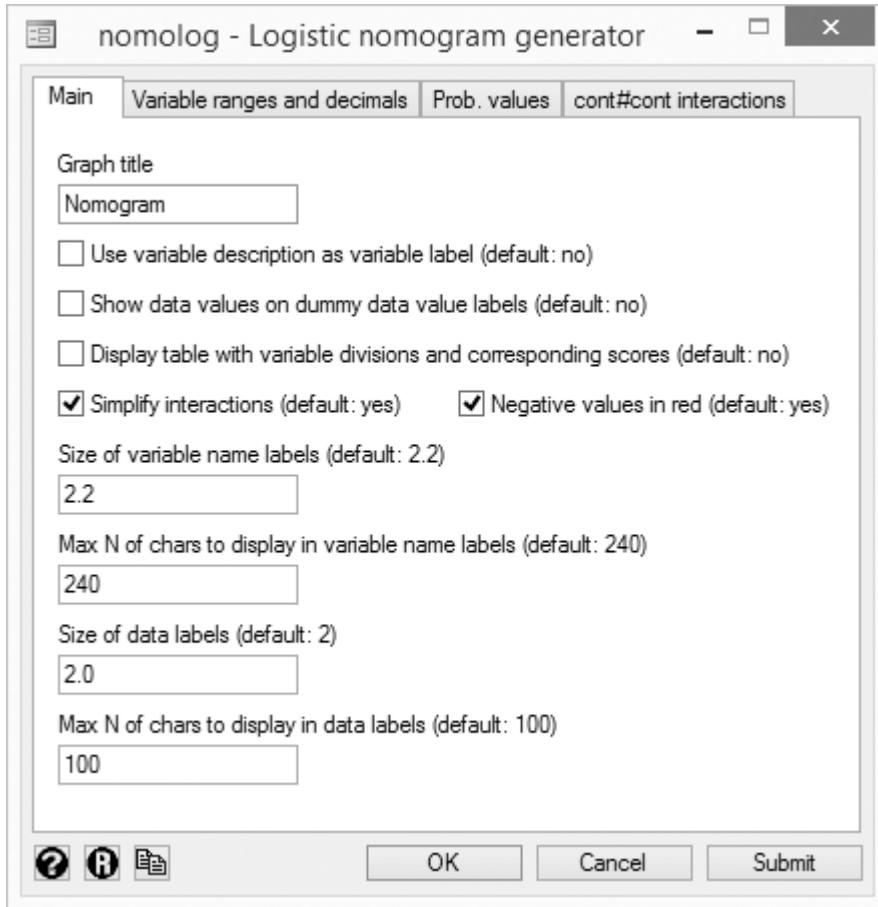 nomolog - Logistic nomogram generator
Main Variable ranges and decimals Prob. values cont#cont interactions
Graph title
Nomogram
Use variable description as variable label (default: no)
Show data values on dummy data value labels (default: no)
Display table with variable divisions and corresponding scores (default: no)
Simplify interactions (default: yes) Negative values in red (default: yes)
Size of variable name labels (default: 2.2)
2.2
Max N of chars to display in variable name labels (default: 240)
240
Size of data labels (default: 2)
2.0
Max N of chars to display in data labels (default: 100)
100
? R OK Cancel Submit